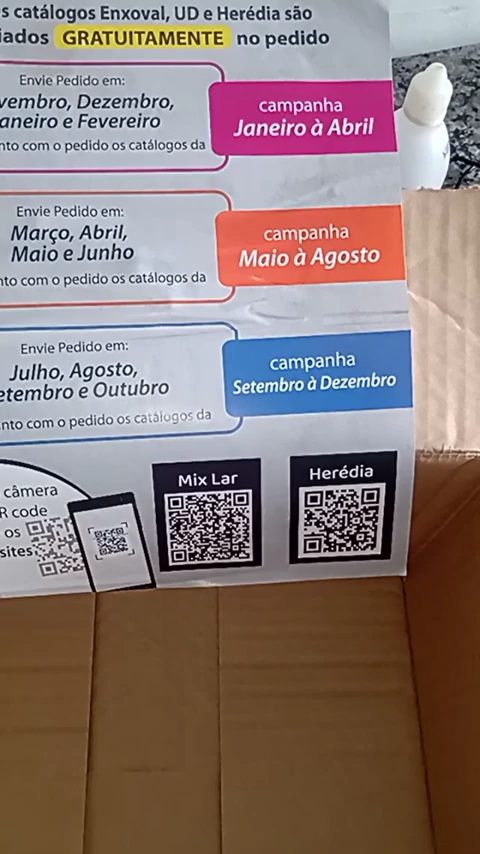 s catálogos Enxoval, UD e Herédia são
iados GRATUITAMENTE no pedido
Envie Pedido em:
vembro, Dezembro,
aneiro e Fevereiro
nto com o pedido os catálogos da
campanha
Janeiro à Abril
Envie Pedido em:
Março, Abril,
Maio e Junho
nto com o pedido os catálogos da
campanha
Maio à Agosto
Envie Pedido em:
Julho, Agosto,
etembro e Outubro
nto com o pedido os catálogos da
campanha
Setembro à Dezembro
câmera
R code
os
sites
Mix Lar
Herédia